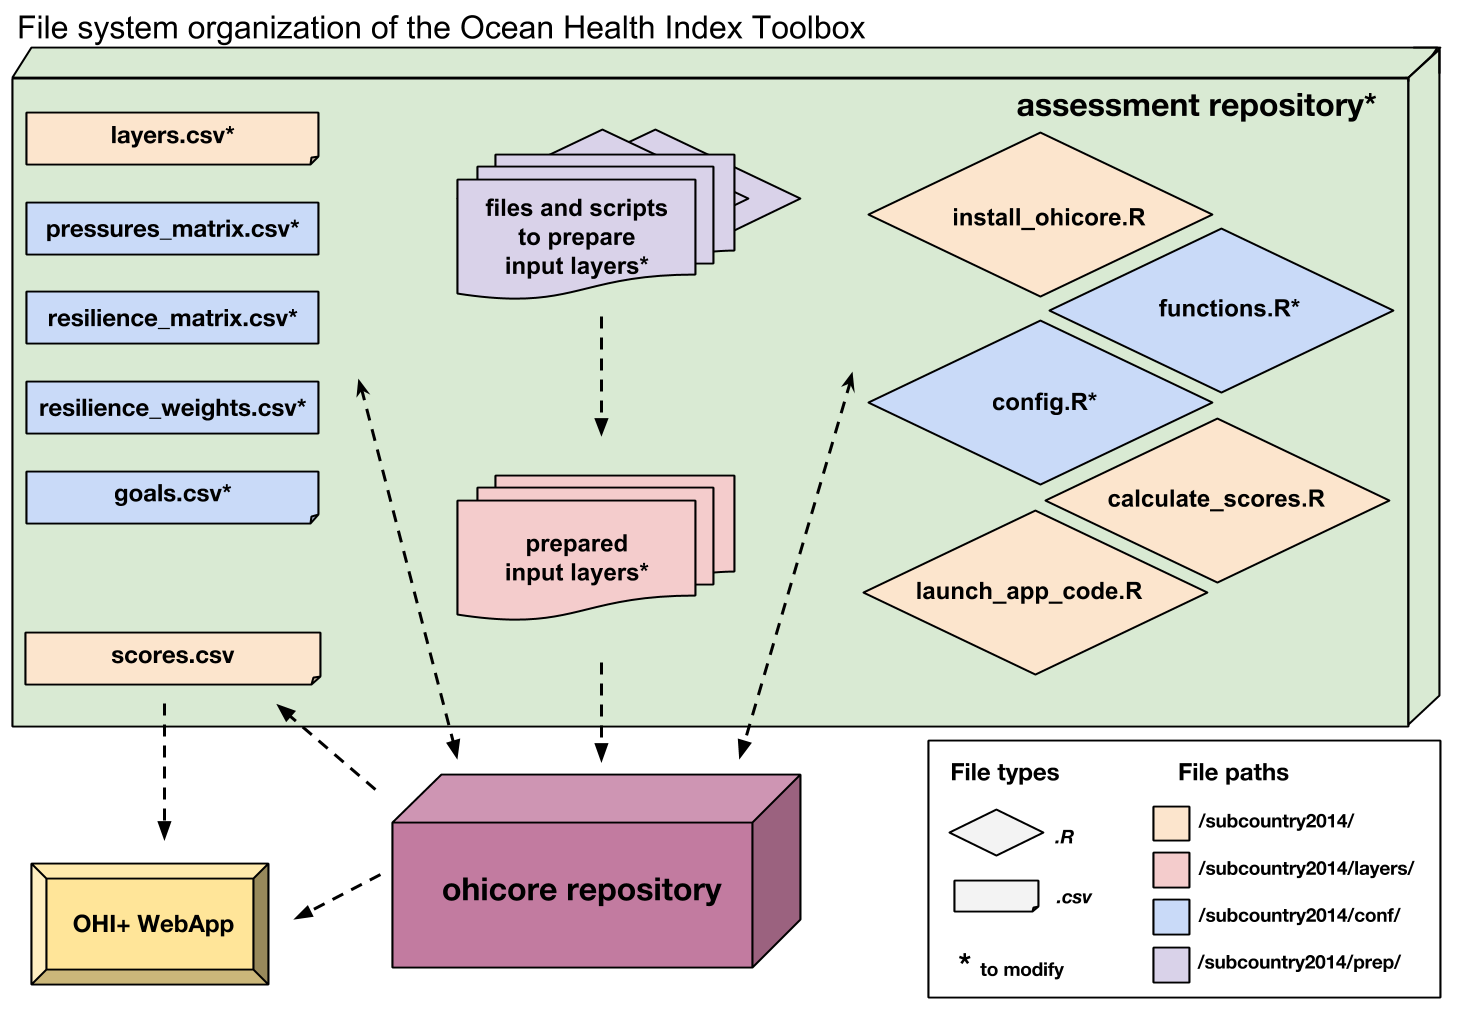 File system organization of the Ocean Health Index Toolbox
assessment repository*
layers.csv*
pressures_matrix.csv*
resilience_matrix.csv*
resilience_weights.csv*
goals.csv*
scores.csv
files and scripts
to prepare
input layers*
prepared
input layers*
install_ohicore.R
functions.R*
config.R*
calculate_scores.R
launch_app_code.R
OHI+ WebApp
ohicore repository
File types
.R
.csv
* to modify
File paths
/subcountry2014/
/subcountry2014/layers/
/subcountry2014/conf/
/subcountry2014/prep/